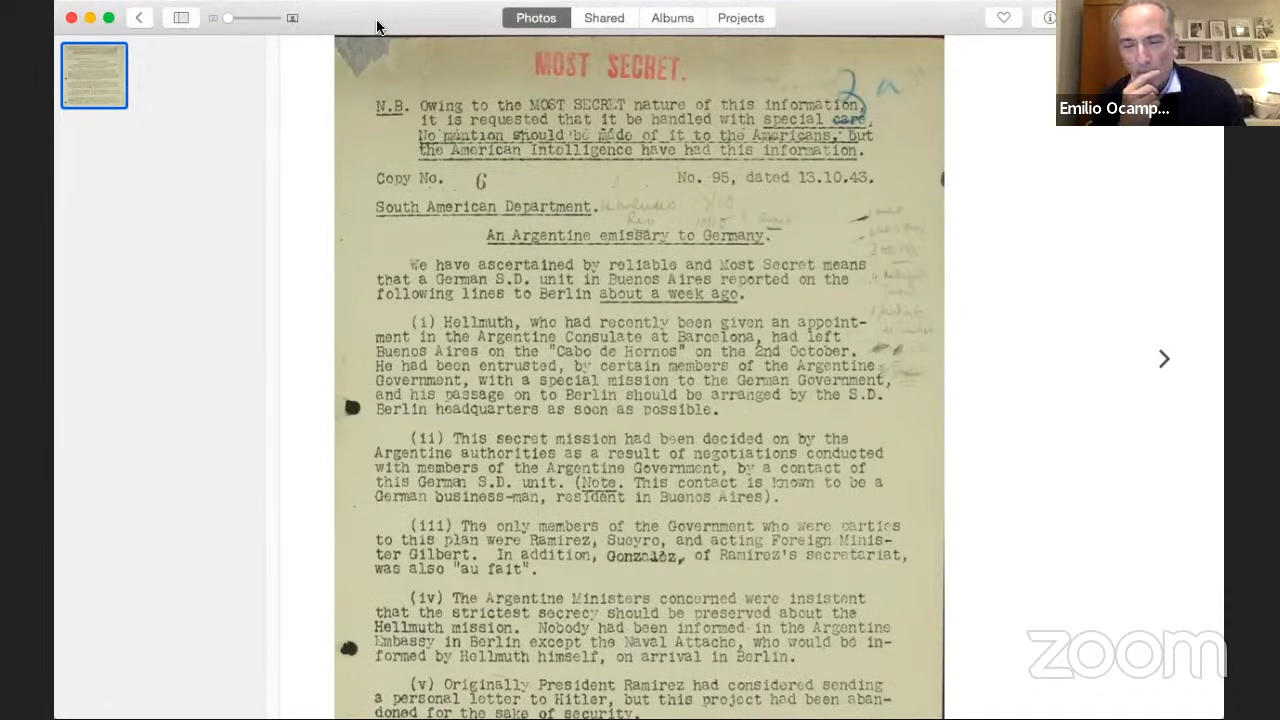 Photos Shared Albums Projects
Emilio Ocamp...
MOST SECRET.
2a
N.B. Owing to the MOST SECRET nature of this information,
it is requested that it be handled with special care.
No mention should be made of it to the Americans, but
the American Intelligence have had this information.
Copy No. 6 No. 95, dated 13.10.43.
South American Department.
An Argentine emissary to Germany.
We have ascertained by reliable and Most Secret means
that a German S.D. unit in Buenos Aires reported on the
following lines to Berlin about a week ago.
(i) Hellmuth, who had recently been given an appoint-
ment in the Argentine Consulate at Barcelona, had left
Buenos Aires on the "Cabo de Hornos" on the 2nd October.
He had been entrusted, by certain members of the Argentine
Government, with a special mission to the German Government,
and his passage on to Berlin should be arranged by the S.D.
Berlin headquarters as soon as possible.
(ii) This secret mission had been decided on by the
Argentine authorities as a result of negotiations conducted
with members of the Argentine Government, by a contact of
this German S.D. unit. (Note. This contact is known to be a
German business-man, resident in Buenos Aires).
(iii) The only members of the Government who were parties
to this plan were Ramirez, Sueyro, and acting Foreign Minis-
ter Gilbert. In addition, Gonzalez, of Ramirez's secretariat,
was also "au fait".
(iv) The Argentine Ministers concerned were insistent
that the strictest secrecy should be preserved about the
Hellmuth mission. Nobody had been informed in the Argentine
Embassy in Berlin except the Naval Attache, who would be in-
formed by Hellmuth himself, on arrival in Berlin.
(v) Originally President Ramirez had considered sending
a personal letter to Hitler, but this project had been aban-
doned for the sake of security.
zoom